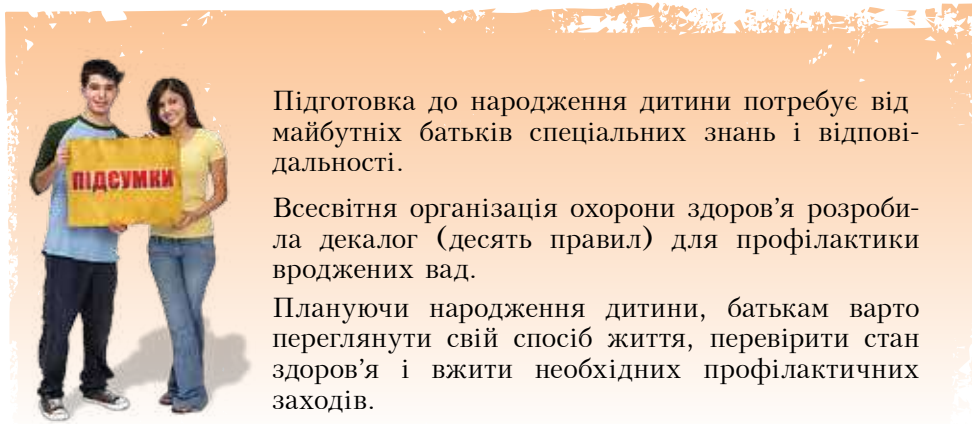 ПІДСУМКИ
Підготовка до народження дитини потребує від
майбутніх батьків спеціальних знань і відпові-
дальності.
Всесвітня організація охорони здоров’я розроби-
ла декалог (десять правил) для профілактики
вроджених вад.
Плануючи народження дитини, батькам варто
переглянути свій спосіб життя, перевірити стан
здоров’я і вжити необхідних профілактичних
заходів.